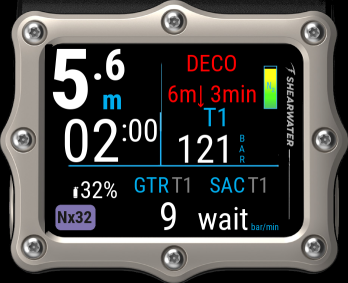 5.6 m
DECO
6m↓ 3min
02:00
T1
121 BAR
32%
GTR T1
SAC T1
Nx32
9
wait bar/min
SHEARWATER